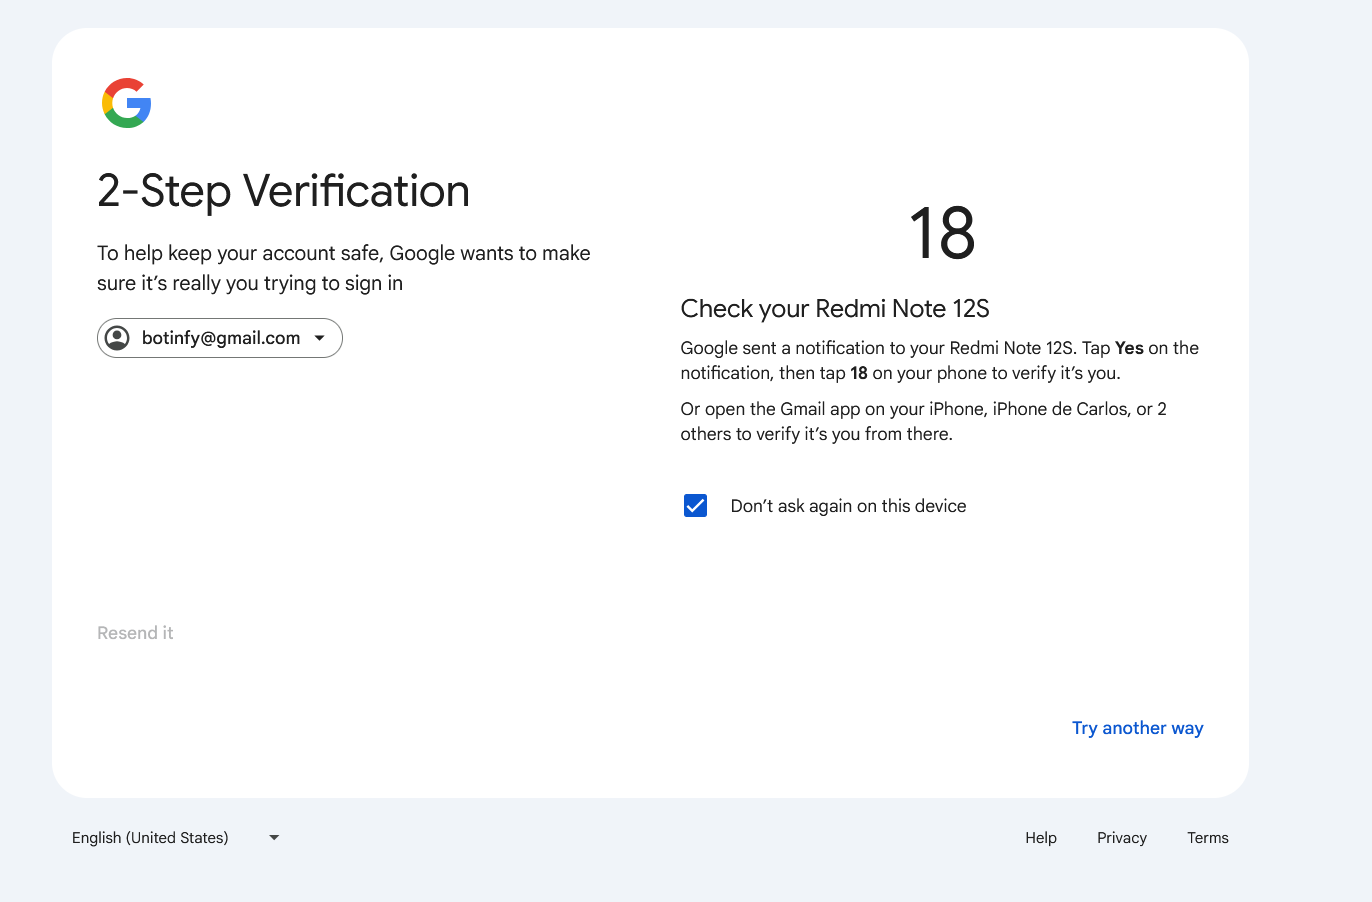 2-Step Verification
To help keep your account safe, Google wants to make
sure it’s really you trying to sign in
botinfy@gmail.com
18
Check your Redmi Note 12S
Google sent a notification to your Redmi Note 12S. Tap Yes on the
notification, then tap 18 on your phone to verify it’s you.
Or open the Gmail app on your iPhone, iPhone de Carlos, or 2
others to verify it’s you from there.
Don’t ask again on this device
Resend it
Try another way
English (United States)
Help
Privacy
Terms